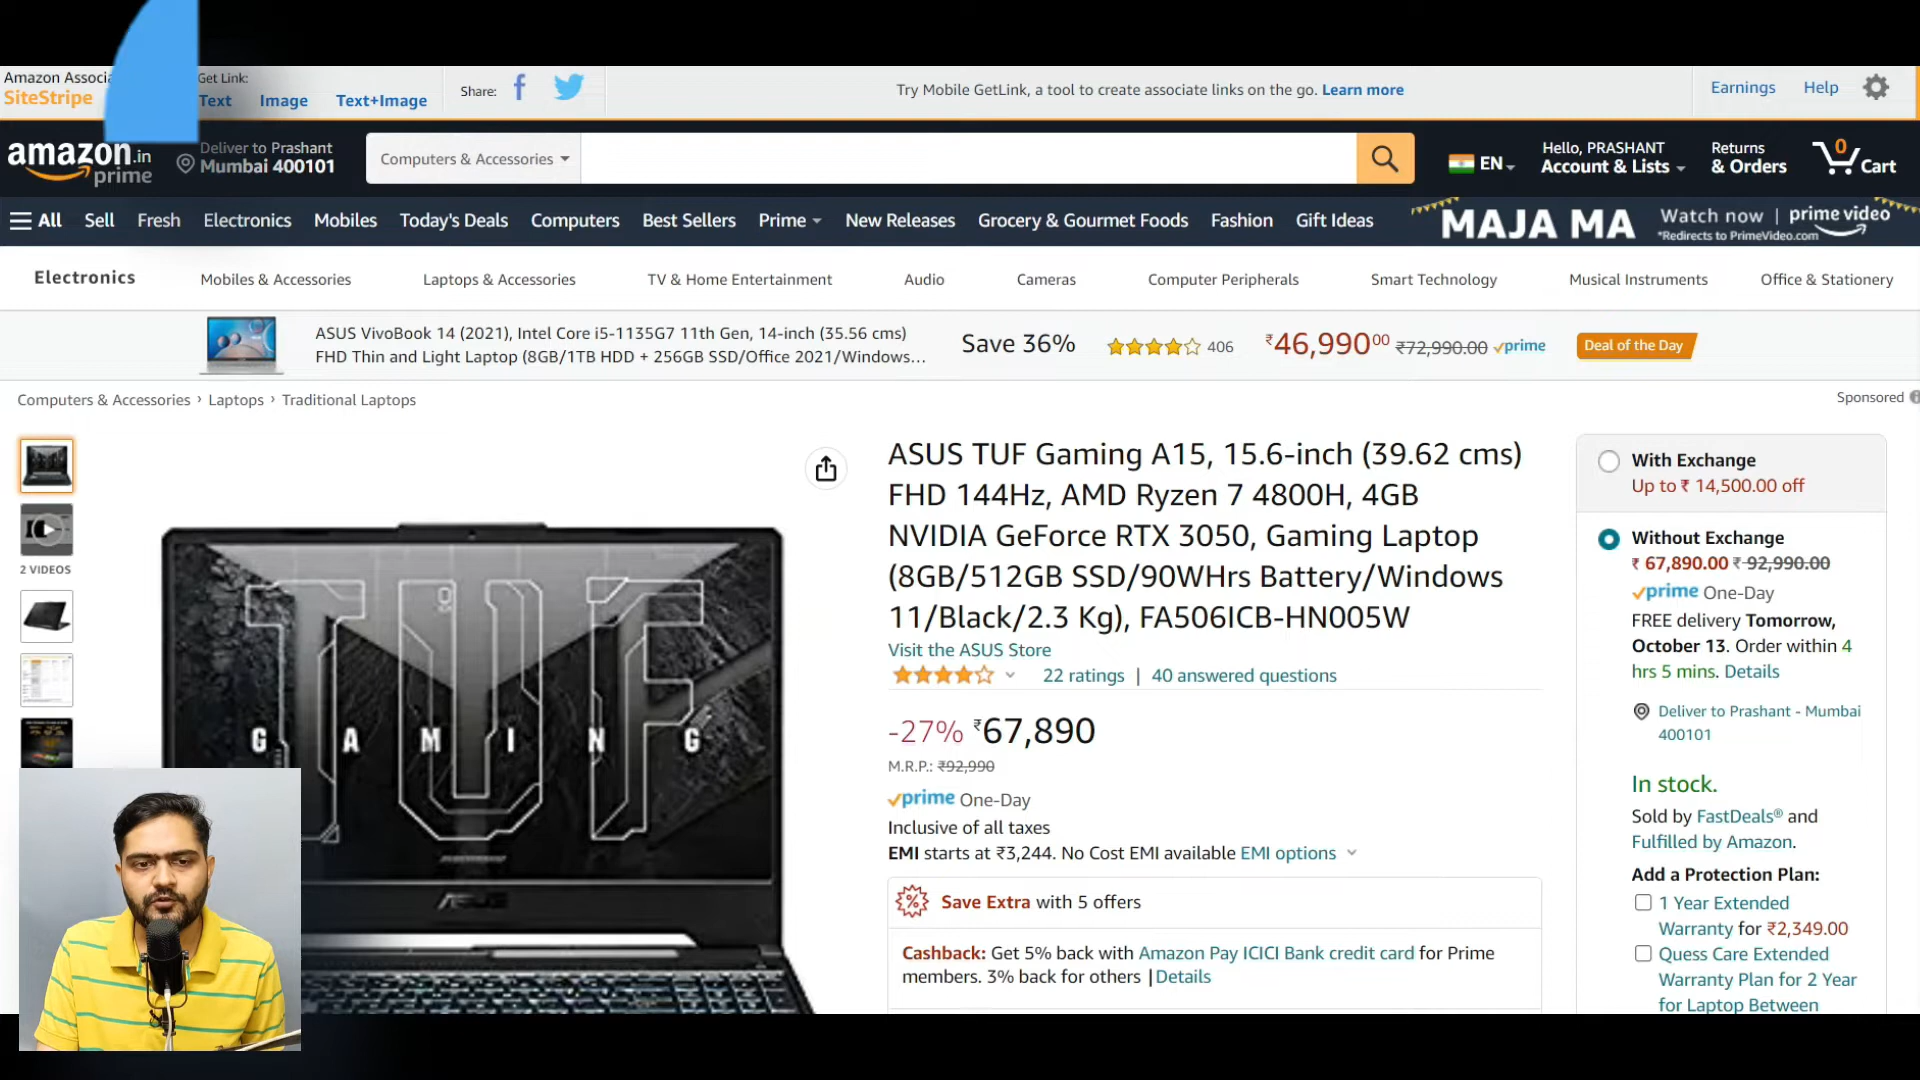 Amazon Associa
SiteStripe
Get Link:
Text Image Text+Image
Share:
Try Mobile GetLink, a tool to create associate links on the go. Learn more
Earnings Help
amazon.in
prime
Deliver to Prashant
Mumbai 400101
Computers & Accessories
EN
Hello, PRASHANT
Account & Lists
Returns
& Orders
0
Cart
All Sell Fresh Electronics Mobiles Today's Deals Computers Best Sellers Prime New Releases Grocery & Gourmet Foods Fashion Gift Ideas
MAJA MA
Watch now | prime video
*Redirects to PrimeVideo.com
Electronics Mobiles & Accessories Laptops & Accessories TV & Home Entertainment Audio Cameras Computer Peripherals Smart Technology Musical Instruments Office & Stationery
ASUS VivoBook 14 (2021), Intel Core i5-1135G7 11th Gen, 14-inch (35.56 cms)
FHD Thin and Light Laptop (8GB/1TB HDD + 256GB SSD/Office 2021/Windows...
Save 36%
406
₹46,99000 ₹72,990.00 prime
Deal of the Day
Computers & Accessories › Laptops › Traditional Laptops
Sponsored
2 VIDEOS
TUF
GAMING
ASUS
ASUS TUF Gaming A15, 15.6-inch (39.62 cms)
FHD 144Hz, AMD Ryzen 7 4800H, 4GB
NVIDIA GeForce RTX 3050, Gaming Laptop
(8GB/512GB SSD/90WHrs Battery/Windows
11/Black/2.3 Kg), FA506ICB-HN005W
Visit the ASUS Store
22 ratings | 40 answered questions
-27% ₹67,890
M.R.P.: ₹92,990
prime One-Day
Inclusive of all taxes
EMI starts at ₹3,244. No Cost EMI available EMI options
Save Extra with 5 offers
Cashback: Get 5% back with Amazon Pay ICICI Bank credit card for Prime
members. 3% back for others | Details
With Exchange
Up to ₹ 14,500.00 off
Without Exchange
₹ 67,890.00 ₹ 92,990.00
prime One-Day
FREE delivery Tomorrow,
October 13. Order within 4
hrs 5 mins. Details
Deliver to Prashant - Mumbai
400101
In stock.
Sold by FastDeals® and
Fulfilled by Amazon.
Add a Protection Plan:
1 Year Extended
Warranty for ₹2,349.00
Quess Care Extended
Warranty Plan for 2 Year
for Laptop Between